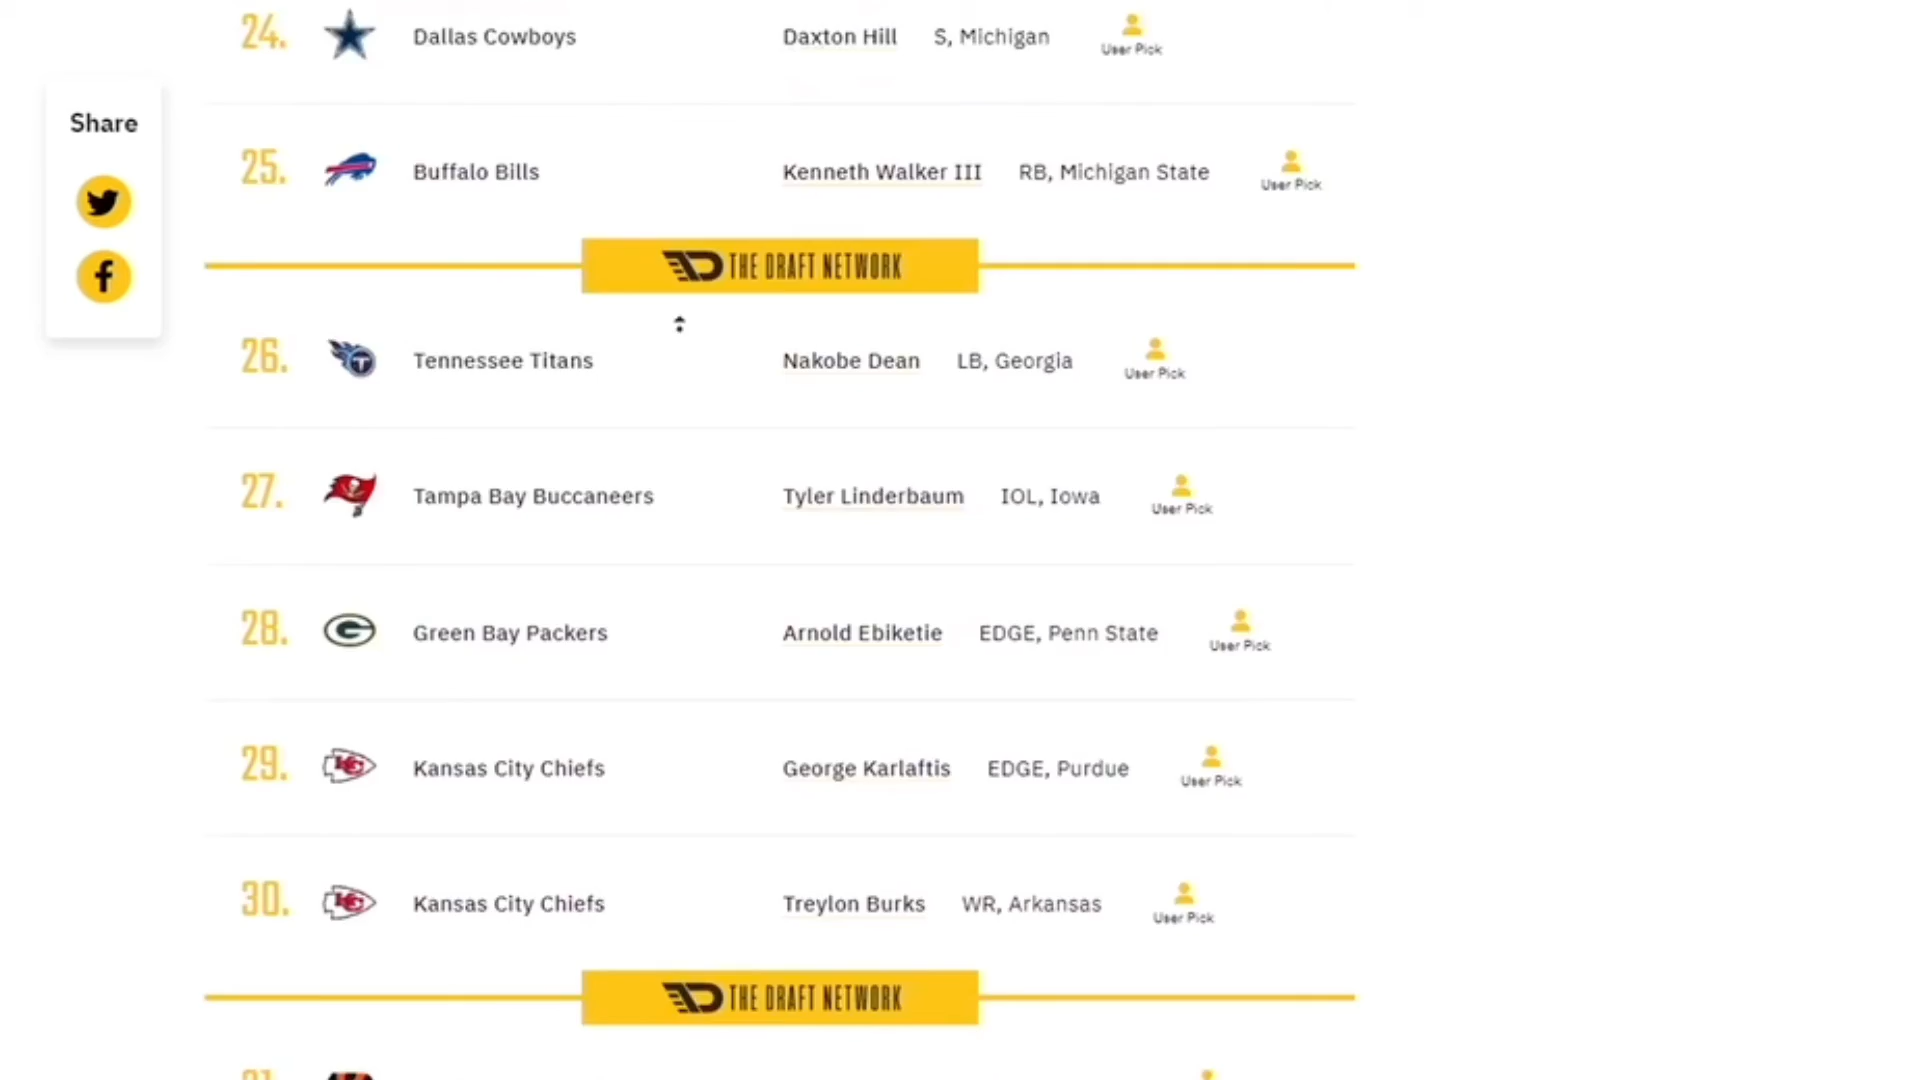 24. Dallas Cowboys Daxton Hill S, Michigan User Pick
Share
25. Buffalo Bills Kenneth Walker III RB, Michigan State User Pick
THE DRAFT NETWORK
26. Tennessee Titans Nakobe Dean LB, Georgia User Pick
27. Tampa Bay Buccaneers Tyler Linderbaum IOL, Iowa User Pick
28. Green Bay Packers Arnold Ebiketie EDGE, Penn State User Pick
29. Kansas City Chiefs George Karlaftis EDGE, Purdue User Pick
30. Kansas City Chiefs Treylon Burks WR, Arkansas User Pick
THE DRAFT NETWORK